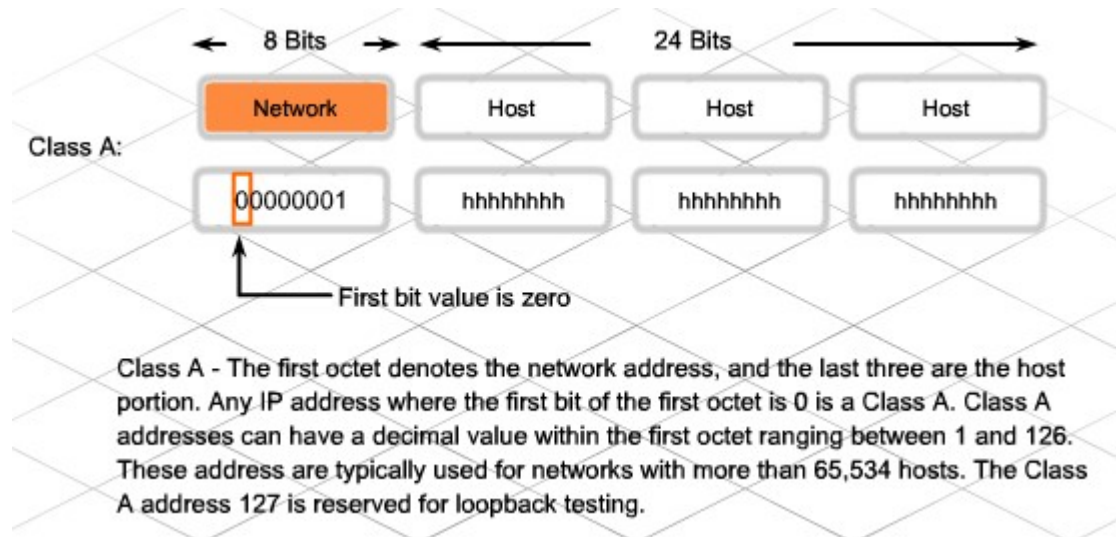 8 Bits 24 Bits
Network Host Host Host
Class A:
00000001 hhhhhhhh hhhhhhhh hhhhhhhh
First bit value is zero
Class A - The first octet denotes the network address, and the last three are the host
portion. Any IP address where the first bit of the first octet is 0 is a Class A. Class A
addresses can have a decimal value within the first octet ranging between 1 and 126.
These address are typically used for networks with more than 65,534 hosts. The Class
A address 127 is reserved for loopback testing.